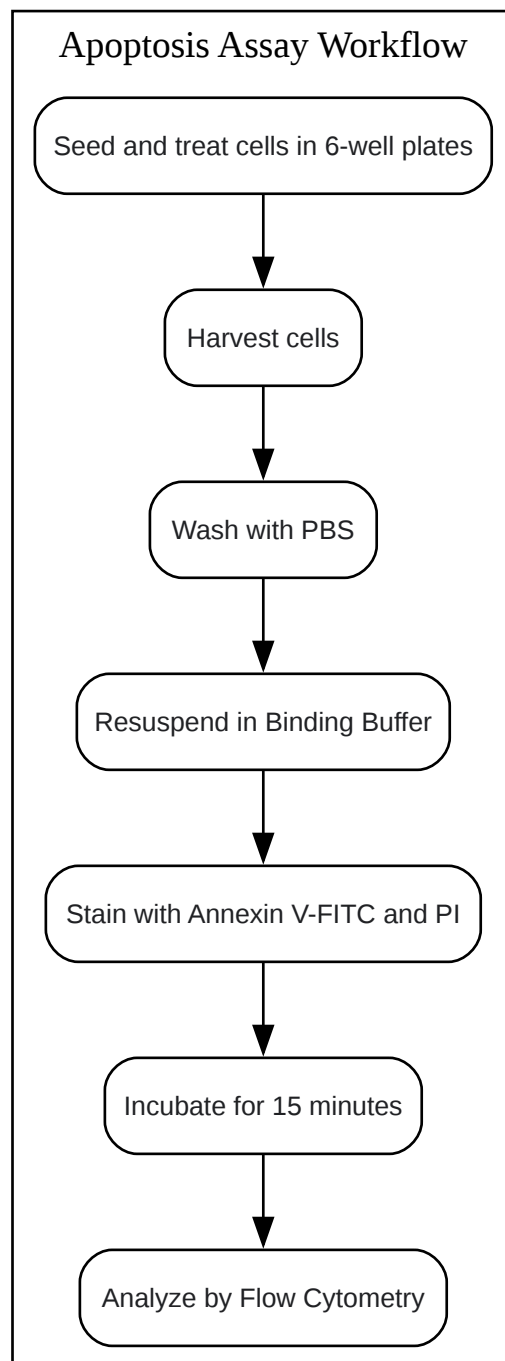 Apoptosis Assay Workflow
Seed and treat cells in 6-well plates
Harvest cells
Wash with PBS
Resuspend in Binding Buffer
Stain with Annexin V-FITC and PI
Incubate for 15 minutes
Analyze by Flow Cytometry